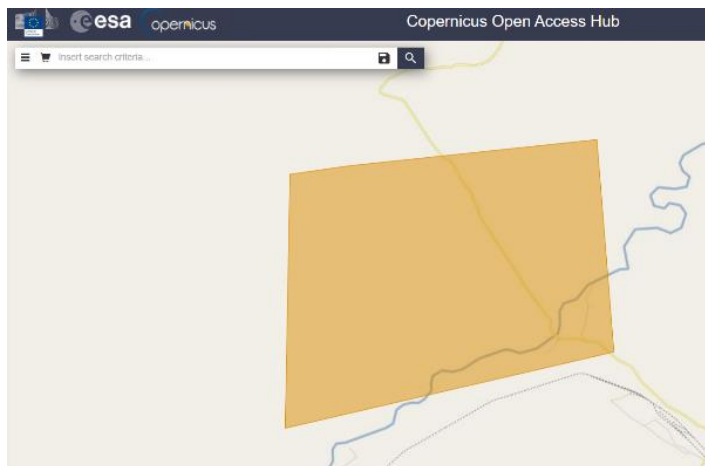 esa
opernicus
Copernicus Open Access Hub
Insert search criteria...